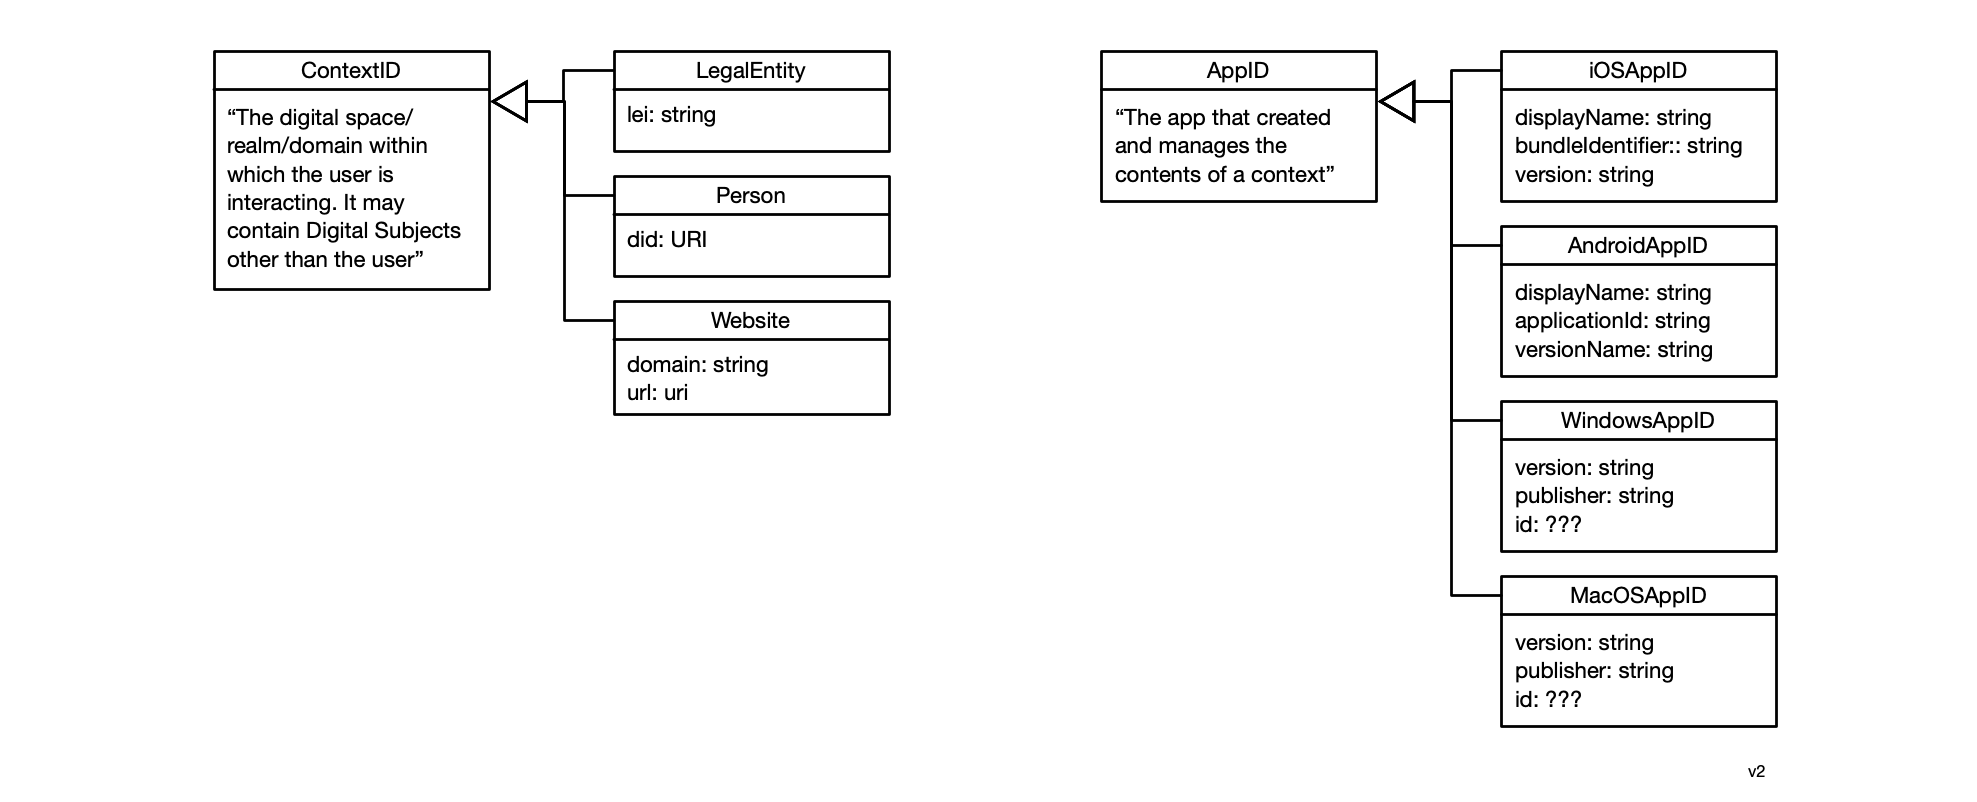 ContextID
“The digital space/
realm/domain within
which the user is
interacting. It may
contain Digital Subjects
other than the user”
LegalEntity
lei: string
Person
did: URI
Website
domain: string
url: uri
AppID
“The app that created
and manages the
contents of a context”
iOSAppID
displayName: string
bundleIdentifier:: string
version: string
AndroidAppID
displayName: string
applicationId: string
versionName: string
WindowsAppID
version: string
publisher: string
id: ???
MacOSAppID
version: string
publisher: string
id: ???
v2